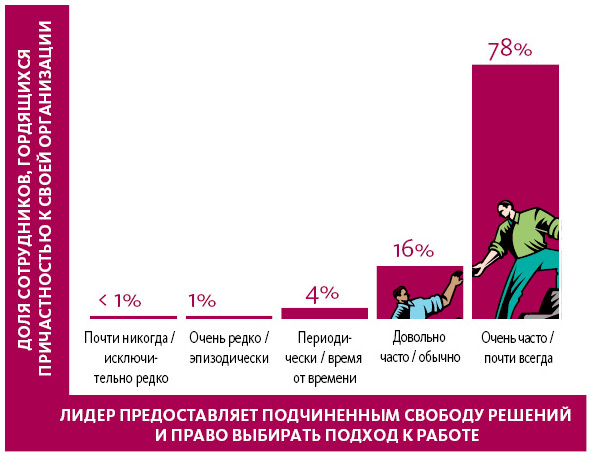 ДОЛЯ СОТРУДНИКОВ, ГОРДЯЩИХСЯ
ПРИЧАСТНОСТЬЮ К СВОЕЙ ОРГАНИЗАЦИИ
< 1%
1%
4%
16%
78%
Почти никогда /
исключи-
тельно редко
Очень редко /
эпизодически
Периоди-
чески / время
от времени
Довольно
часто / обычно
Очень часто /
почти всегда
ЛИДЕР ПРЕДОСТАВЛЯЕТ ПОДЧИНЕННЫМ СВОБОДУ РЕШЕНИЙ
И ПРАВО ВЫБИРАТЬ ПОДХОД К РАБОТЕ